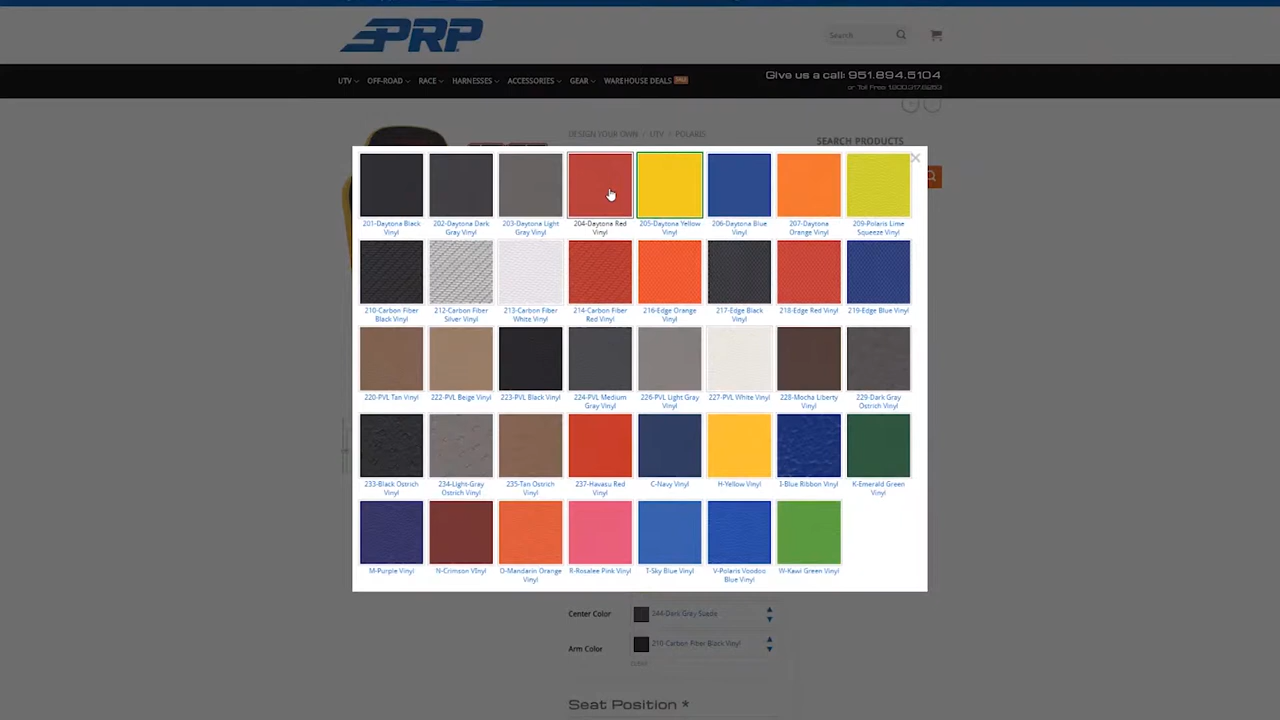 PRP
Search
UTV OFF-ROAD RACE HARNESSES ACCESSORIES GEAR WAREHOUSE DEALS
Give us a call: 951.894.5104
or Toll Free 1.800.317.6253
DESIGN YOUR OWN / UTV / POLARIS
SEARCH PRODUCTS
201-Daytona Black Vinyl
202-Daytona Dark Gray Vinyl
203-Daytona Light Gray Vinyl
204-Daytona Red Vinyl
205-Daytona Yellow Vinyl
206-Daytona Blue Vinyl
207-Daytona Orange Vinyl
209-Polaris Lime Squeeze Vinyl
210-Carbon Fiber Black Vinyl
212-Carbon Fiber Silver Vinyl
213-Carbon Fiber White Vinyl
214-Carbon Fiber Red Vinyl
216-Edge Orange Vinyl
217-Edge Black Vinyl
218-Edge Red Vinyl
219-Edge Blue Vinyl
220-PVL Tan Vinyl
222-PVL Beige Vinyl
223-PVL Black Vinyl
224-PVL Medium Gray Vinyl
226-PVL Light Gray Vinyl
227-PVL White Vinyl
228-Mocha Liberty Vinyl
229-Dark Gray Ostrich Vinyl
233-Black Ostrich Vinyl
234-Light-Gray Ostrich Vinyl
235-Tan Ostrich Vinyl
237-Havasu Red Vinyl
C-Navy Vinyl
H-Yellow Vinyl
I-Blue Ribbon Vinyl
K-Emerald Green Vinyl
M-Purple Vinyl
N-Crimson Vinyl
O-Mandarin Orange Vinyl
R-Rosalee Pink Vinyl
T-Sky Blue Vinyl
V-Polaris Voodoo Blue Vinyl
W-Kawi Green Vinyl
Center Color
244-Dark Gray Suede
Arm Color
210-Carbon Fiber Black Vinyl
Seat Position *